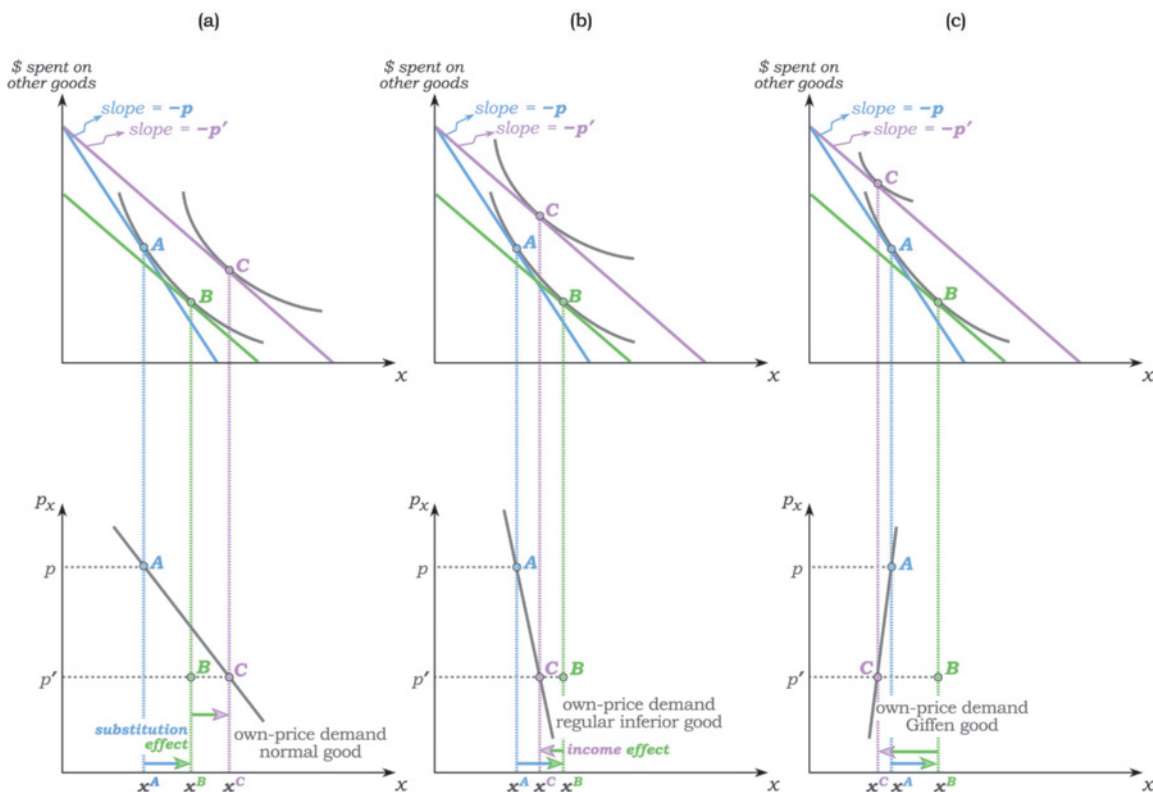 (a)
$ spent on
other goods
slope = -p
slope = -p'
A
C
B
x
p_x
p
A
p'
B
C
substitution
effect
own-price demand
normal good
x^A
x^B
x^C
x
(b)
$ spent on
other goods
slope = -p
slope = -p'
C
A
B
x
p_x
p
A
p'
C
B
own-price demand
regular inferior good
income effect
x^A
x^C
x^B
x
(c)
$ spent on
other goods
slope = -p
slope = -p'
C
A
B
x
p_x
p
A
p'
C
B
own-price demand
Giffen good
x^C
x^A
x^B
x